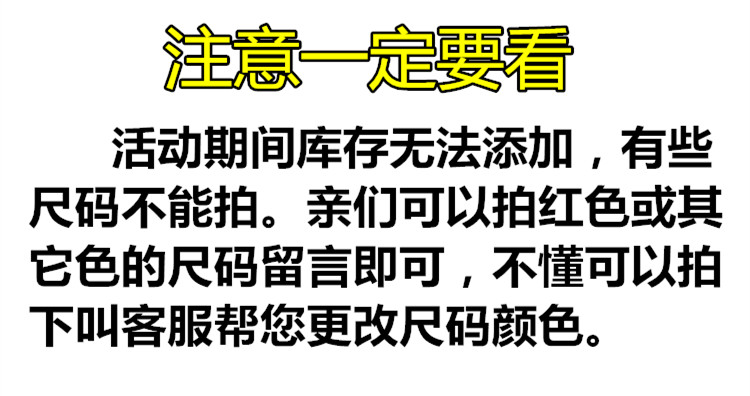 注意一定要看
活动期间库存无法添加，有些
尺码不能拍。亲们可以拍红色或其
它色的尺码留言即可，不懂可以拍
下叫客服帮您更改尺码颜色。